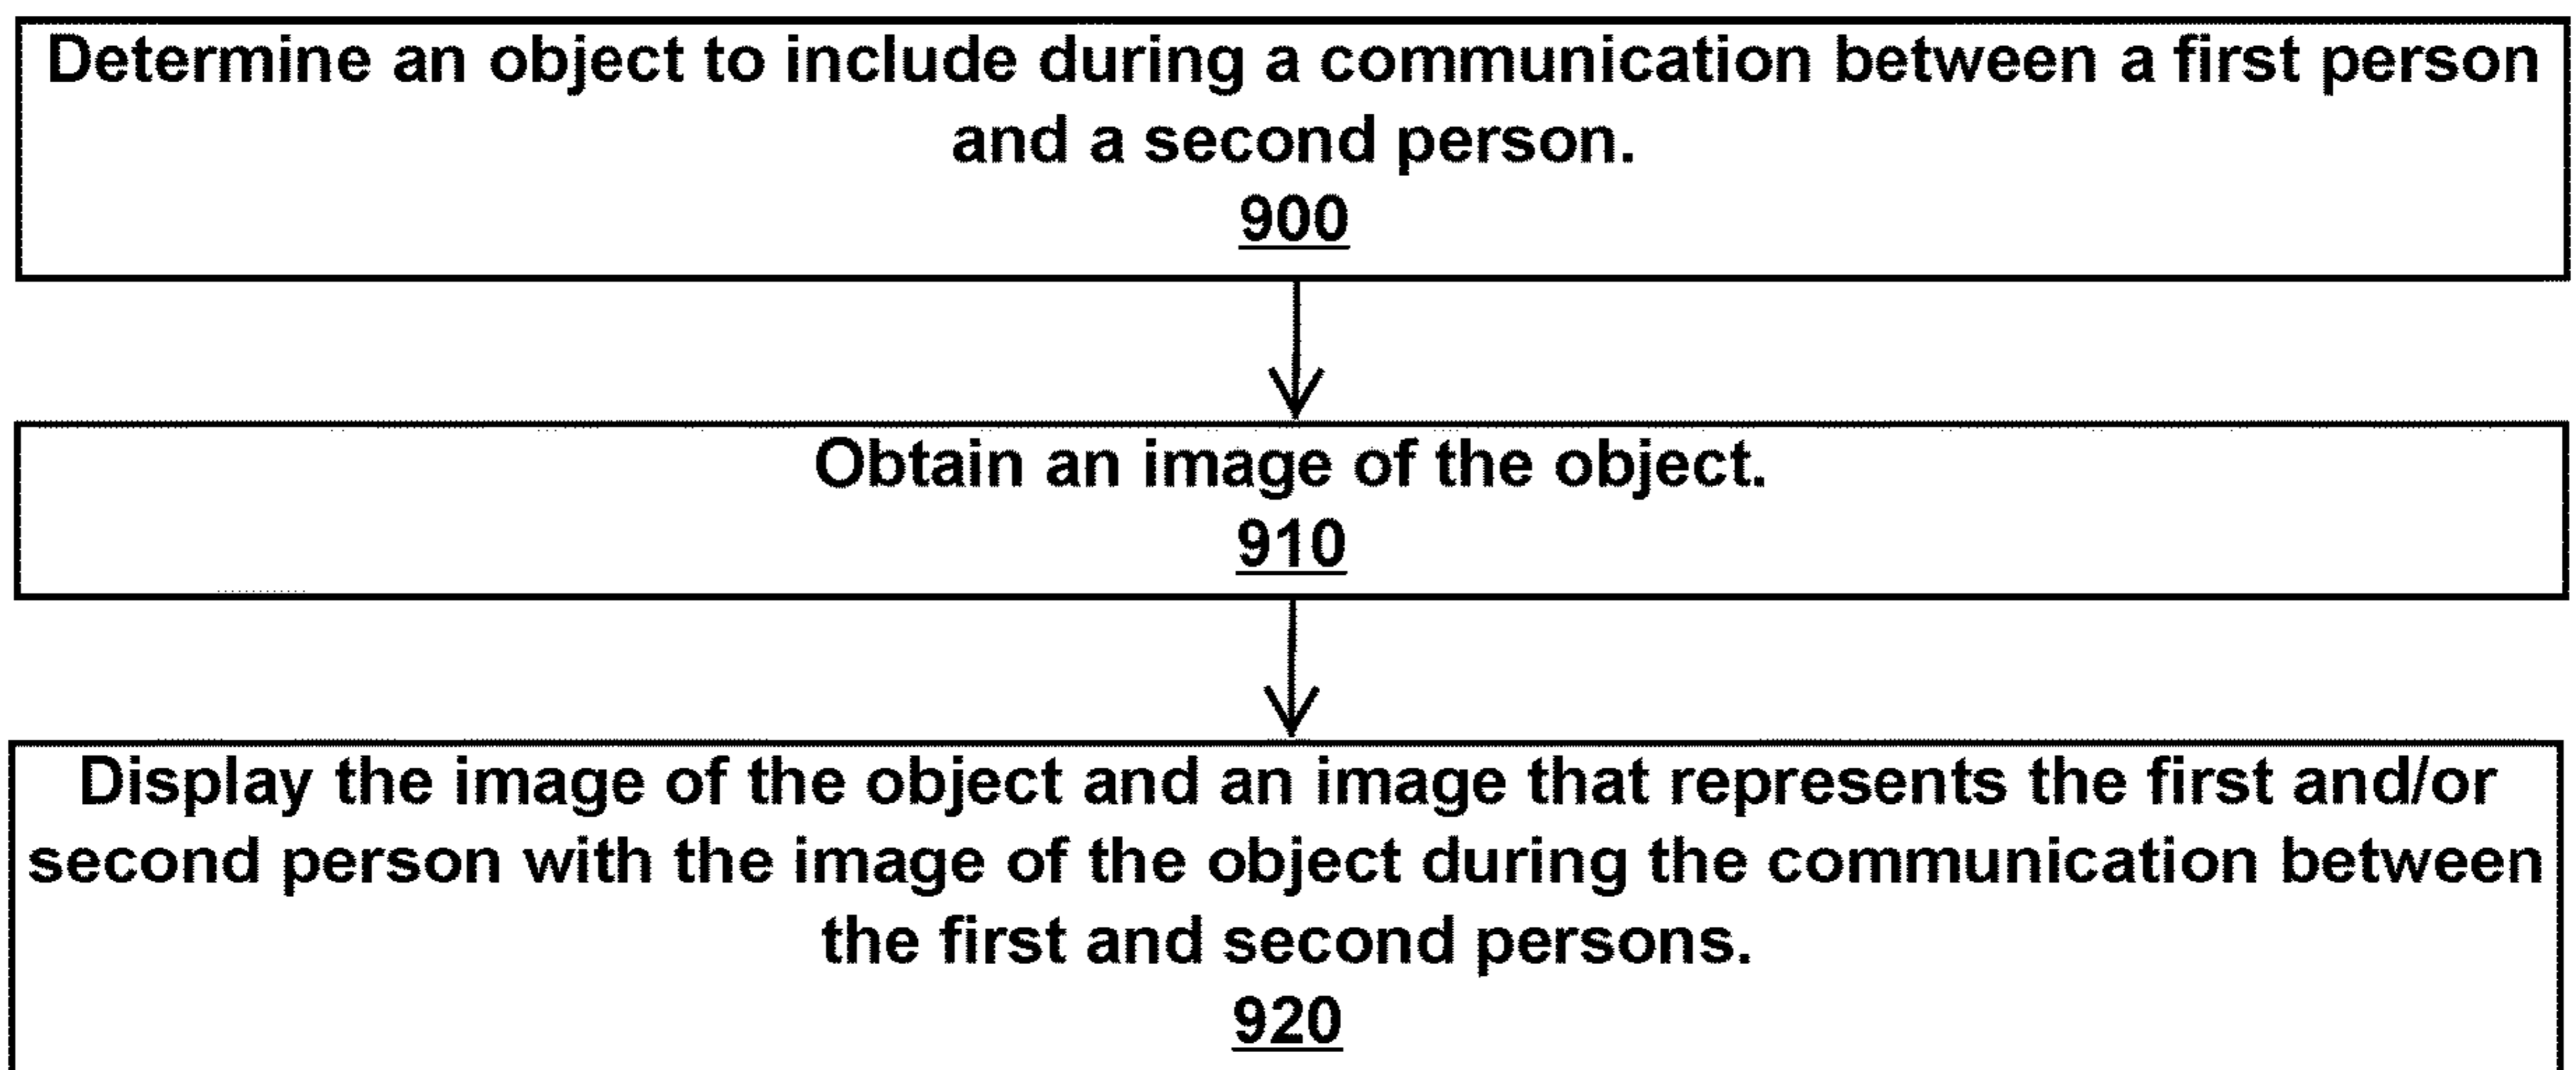 Determine an object to include during a communication between a first person
and a second person.
900
Obtain an image of the object.
910
Display the image of the object and an image that represents the first and/or
second person with the image of the object during the communication between
the first and second persons.
920